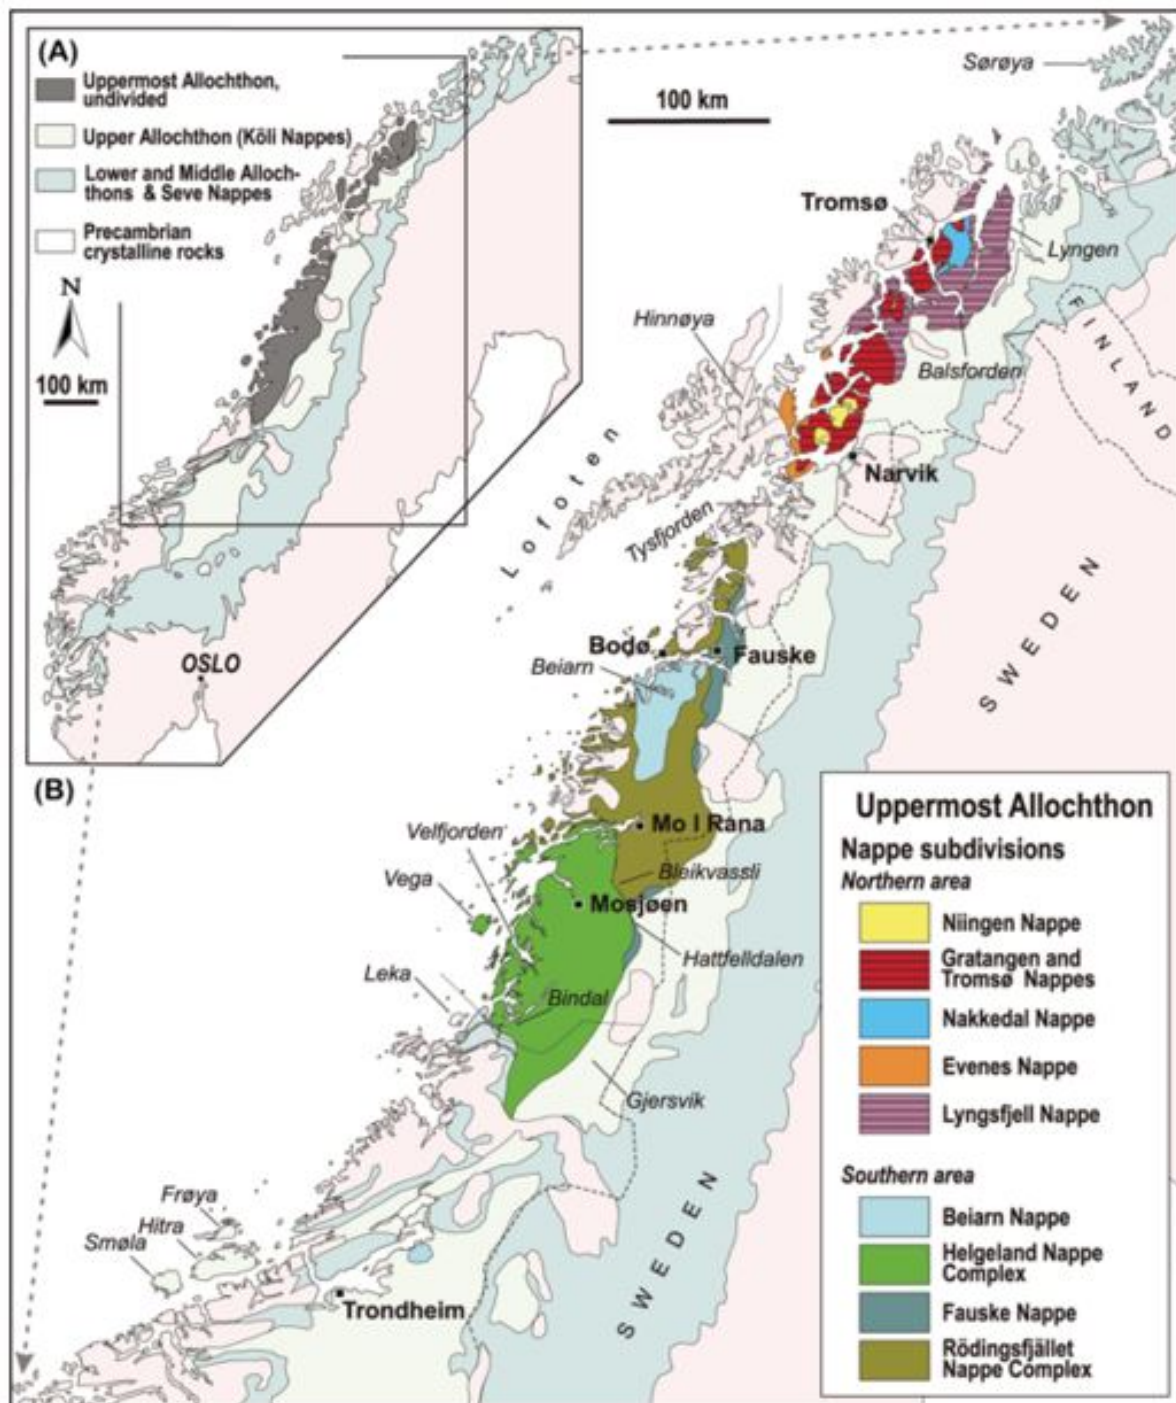 (A)
Uppermost Allochthon,
undivided
Upper Allochthon (Köli Nappes)
Lower and Middle Alloch-
thons & Seve Nappes
Precambrian
crystalline rocks
N
100 km
OSLO
(B)
100 km
Sørøya
Tromsø
Lyngen
Hinnøya
Balsforden
FINLAND
Narvik
Lofoten
Tysfjorden
SWEDEN
Bodø
Fauske
Beiarn
Mo I Rana
Velfjorden
Bleikvassli
Vega
Mosjøen
Hattfelldalen
Leka
Bindal
Gjersvik
SWEDEN
Frøya
Hitra
Smøla
Trondheim
Uppermost Allochthon
Nappe subdivisions
Northern area
Niingen Nappe
Gratangen and
Tromsø Nappes
Nakkedal Nappe
Evenes Nappe
Lyngsfjell Nappe
Southern area
Beiarn Nappe
Helgeland Nappe
Complex
Fauske Nappe
Rödingsfjället
Nappe Complex